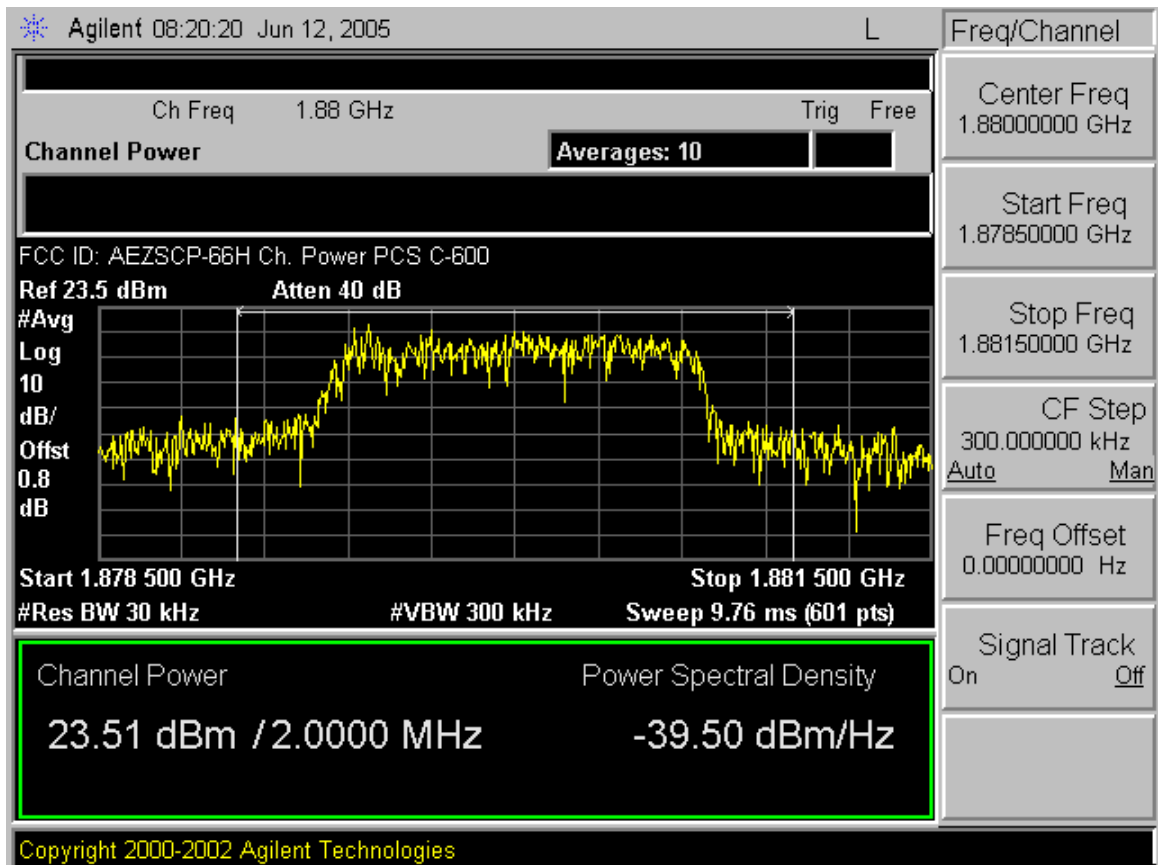 Agilent 08:20:20 Jun 12, 2005 L
Freq/Channel
Ch Freq 1.88 GHz Trig Free
Channel Power Averages: 10
FCC ID: AEZSCP-66H Ch. Power PCS C-600
Ref 23.5 dBm Atten 40 dB
#Avg
Log
10
dB/
Offst
0.8
dB
Start 1.878 500 GHz Stop 1.881 500 GHz
#Res BW 30 kHz #VBW 300 kHz Sweep 9.76 ms (601 pts)
Channel Power Power Spectral Density
23.51 dBm / 2.0000 MHz -39.50 dBm/Hz
Center Freq
1.88000000 GHz
Start Freq
1.87850000 GHz
Stop Freq
1.88150000 GHz
CF Step
300.000000 kHz
Auto Man
Freq Offset
0.00000000 Hz
Signal Track
On Off
Copyright 2000-2002 Agilent Technologies